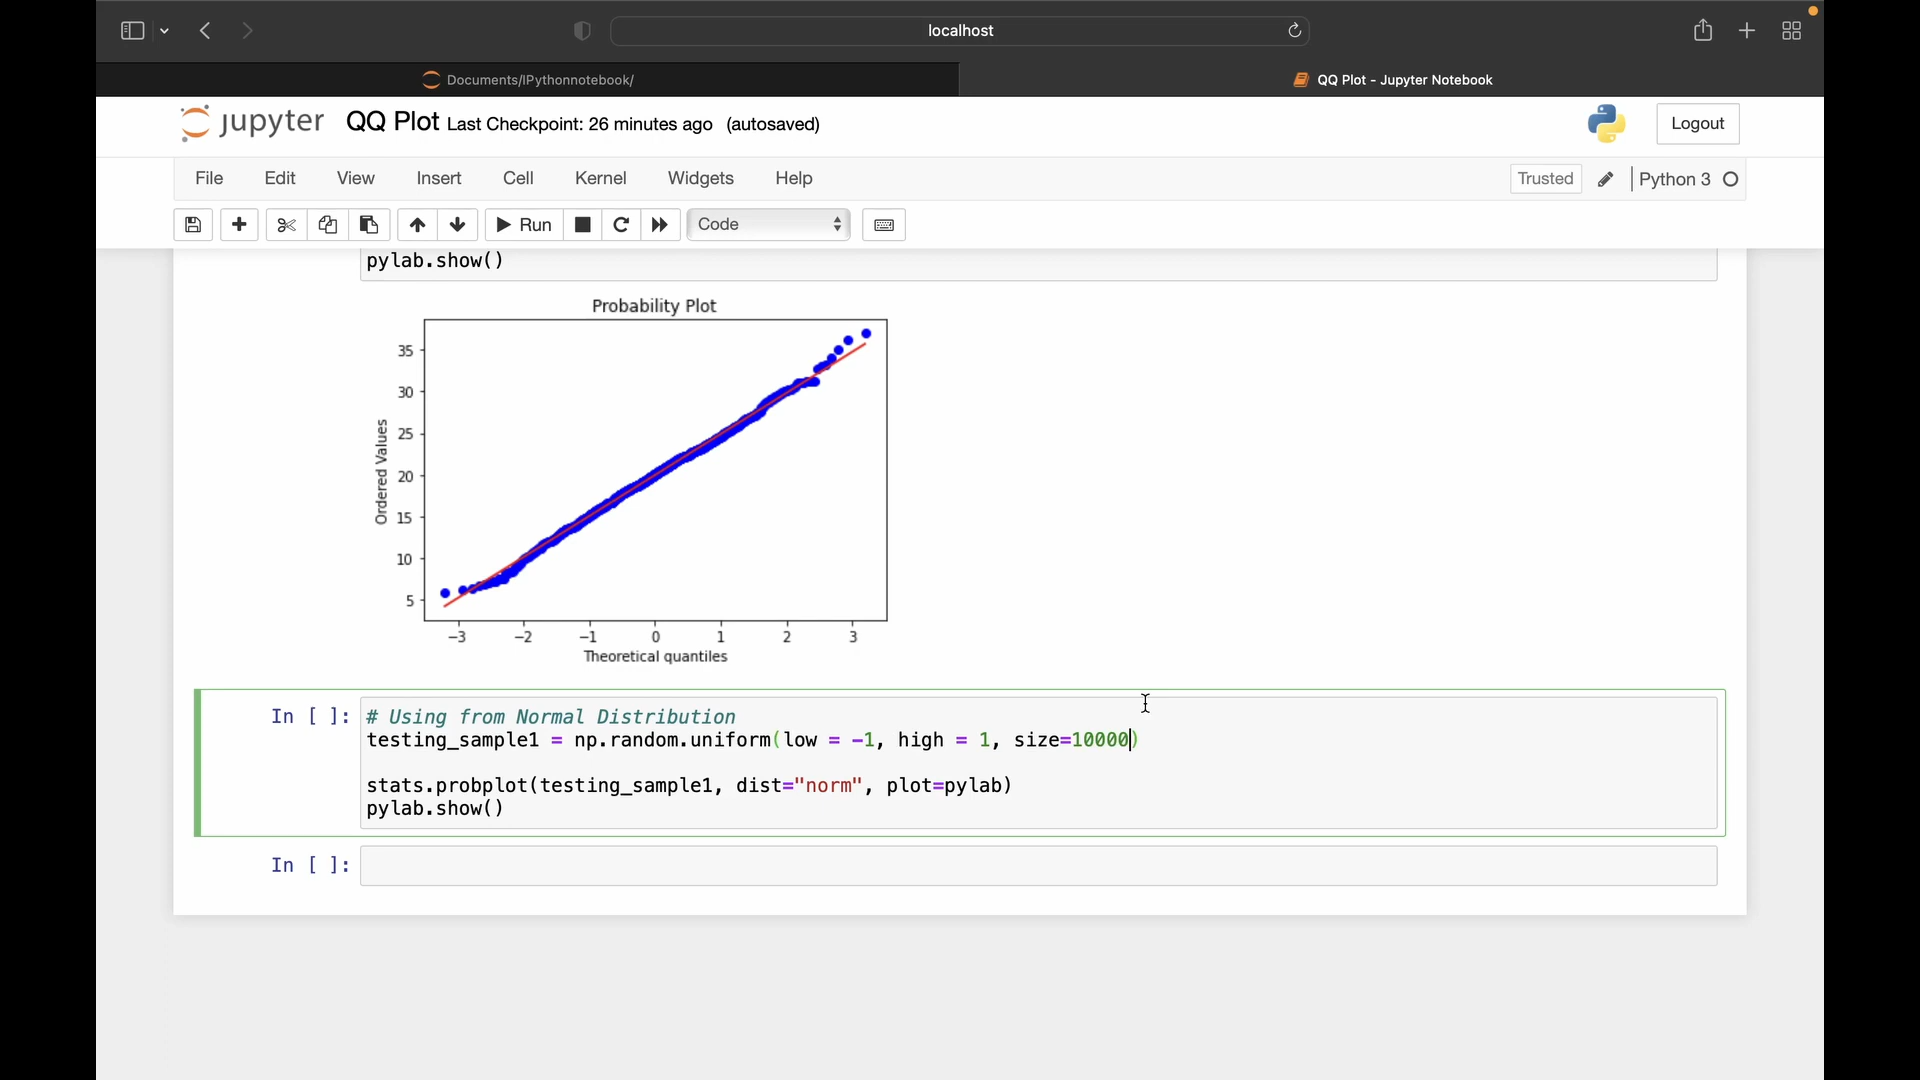 localhost
Documents/IPythonnotebook/
QQ Plot - Jupyter Notebook
jupyter QQ Plot Last Checkpoint: 26 minutes ago (autosaved)
Logout
File Edit View Insert Cell Kernel Widgets Help
Trusted Python 3
Run Code
pylab.show()
Probability Plot
35
30
25
20
15
10
5
Ordered Values
−3 −2 −1 0 1 2 3
Theoretical quantiles
In [ ]: # Using from Normal Distribution
testing_sample1 = np.random.uniform(low = -1, high = 1, size=10000)
stats.probplot(testing_sample1, dist="norm", plot=pylab)
pylab.show()
In [ ]: